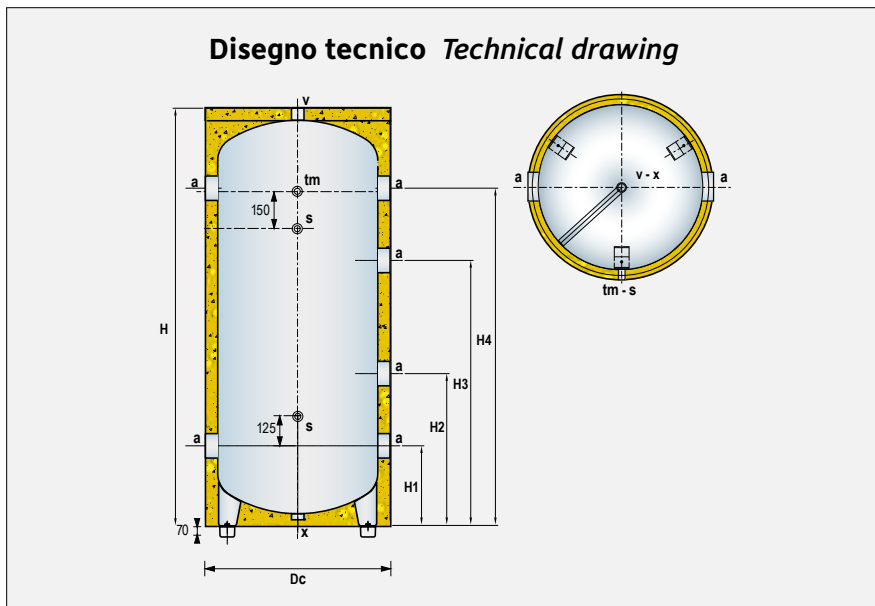 Disegno tecnico Technical drawing
v
a
tm
a
150
s
a
H
H4
H3
a
H2
s
125
a
a
H1
70
x
Dc
v - x
a
a
tm - s